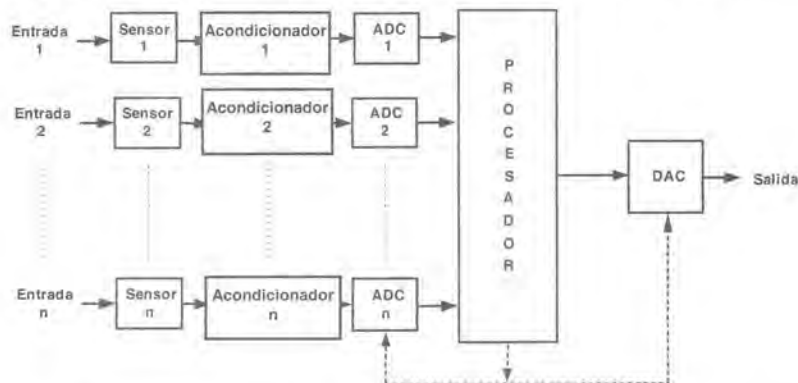 Entrada
1
Sensor
1
Acondicionador
1
ADC
1
Entrada
2
Sensor
2
Acondicionador
2
ADC
2
Entrada
n
Sensor
n
Acondicionador
n
ADC
n
PROCESADOR
DAC
Salida